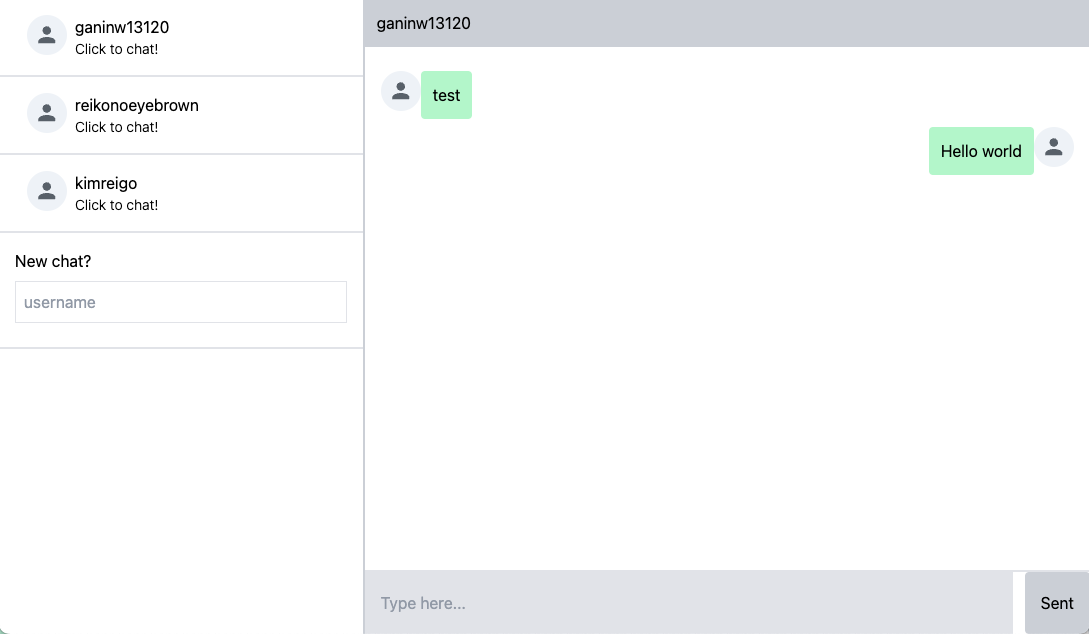 ganinw13120
Click to chat!
reikonoeyebrown
Click to chat!
kimreigo
Click to chat!
New chat?
username
ganinw13120
test
Hello world
Type here...
Sent